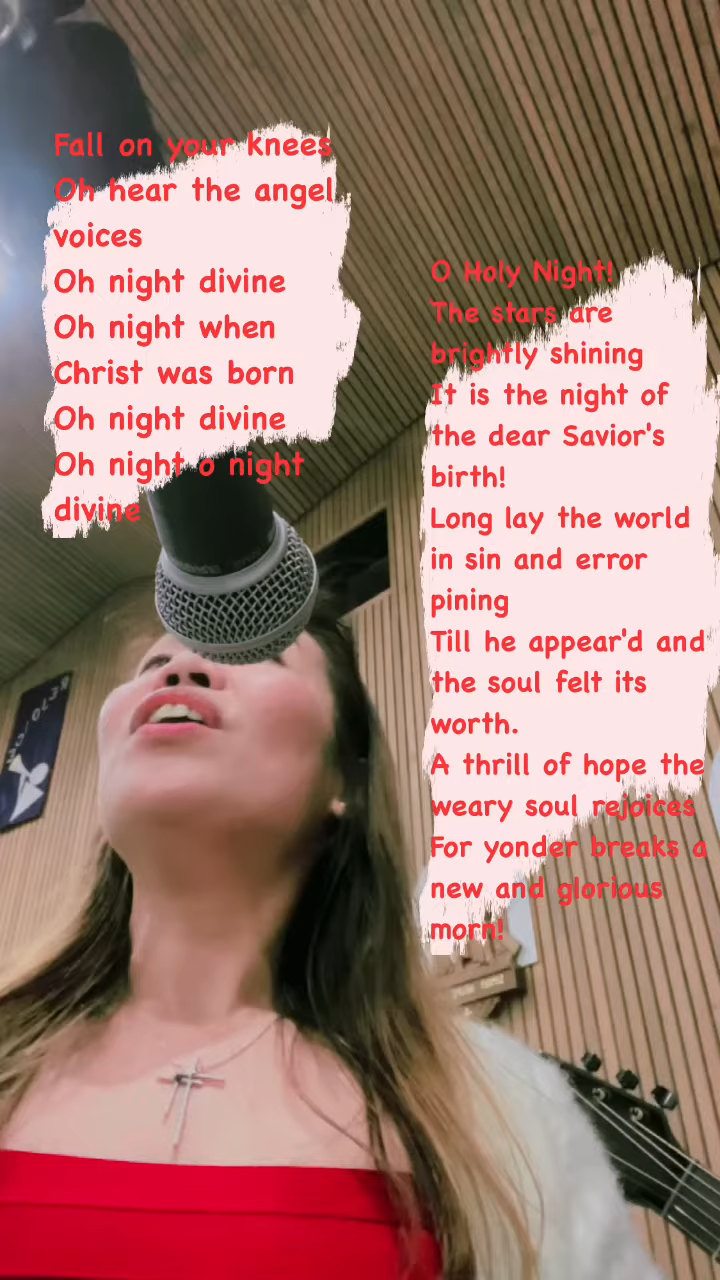 Fall on your knees
Oh hear the angel
voices
Oh night divine
Oh night when
Christ was born
Oh night divine
Oh night o night
divine
O Holy Night!
The stars are
brightly shining
It is the night of
the dear Savior's
birth!
Long lay the world
in sin and error
pining
Till he appear'd and
the soul felt its
worth.
A thrill of hope the
weary soul rejoices
For yonder breaks a
new and glorious
morn!